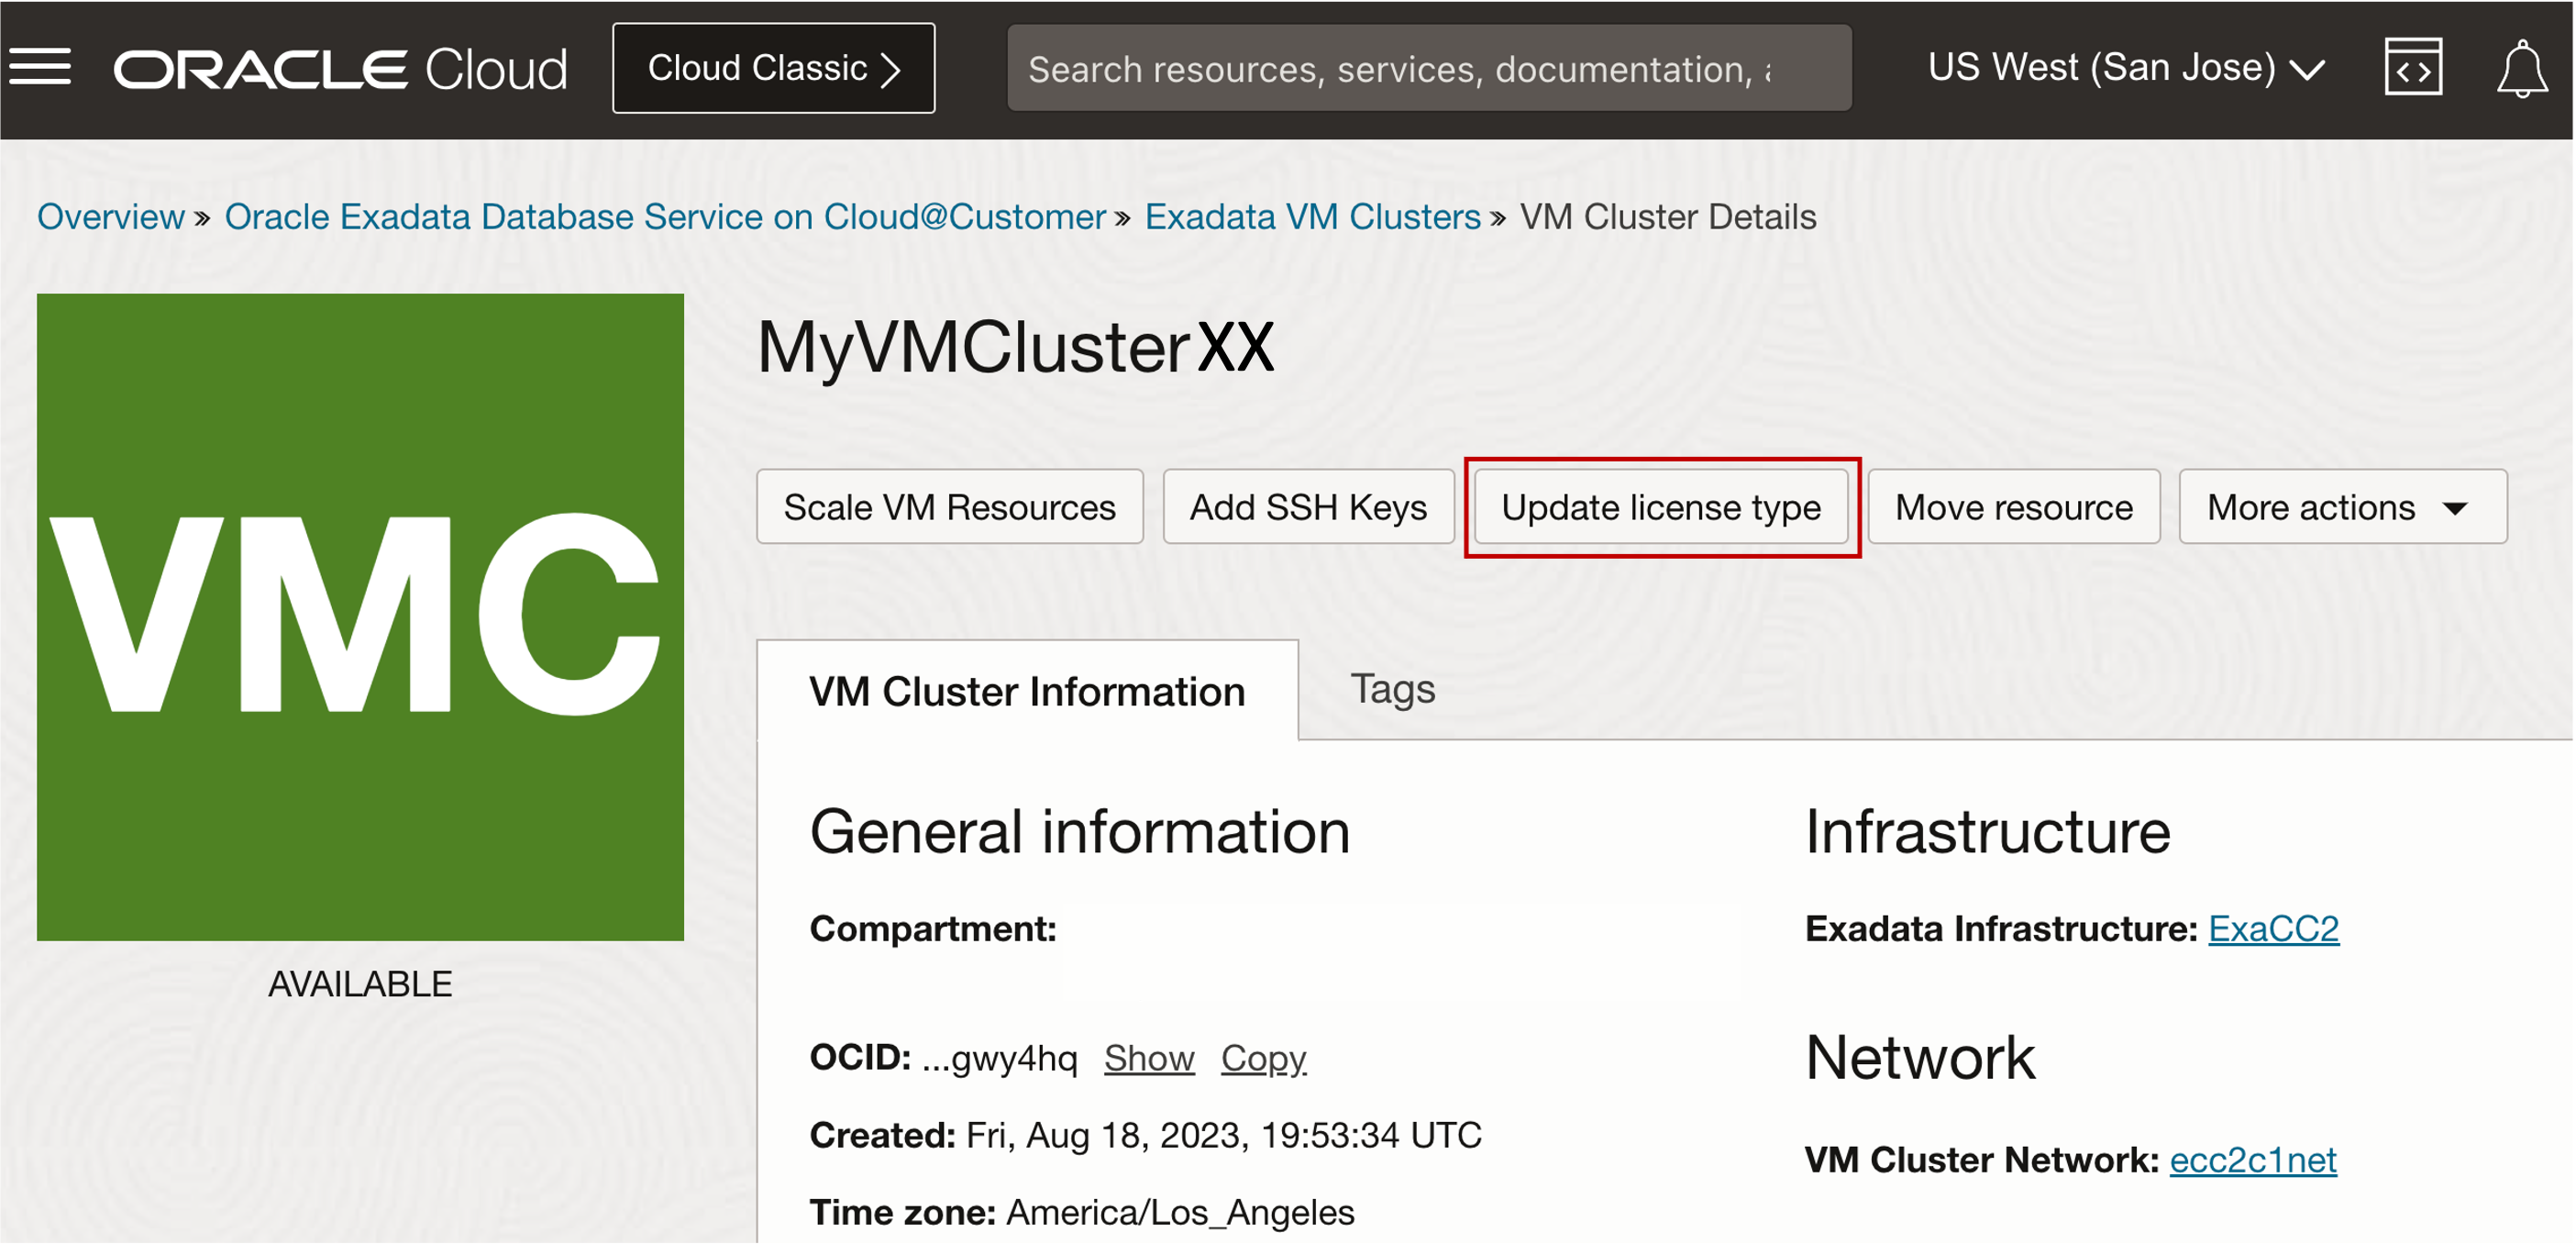 ORACLE Cloud
Cloud Classic
Search resources, services, documentation,
US West (San Jose)
Overview » Oracle Exadata Database Service on Cloud@Customer » Exadata VM Clusters » VM Cluster Details
VMC
AVAILABLE
MyVMClusterXX
Scale VM Resources
Add SSH Keys
Update license type
Move resource
More actions
VM Cluster Information
Tags
General information
Compartment:
OCID: ...gwy4hq Show Copy
Created: Fri, Aug 18, 2023, 19:53:34 UTC
Time zone: America/Los_Angeles
Infrastructure
Exadata Infrastructure: ExaCC2
Network
VM Cluster Network: ecc2c1net